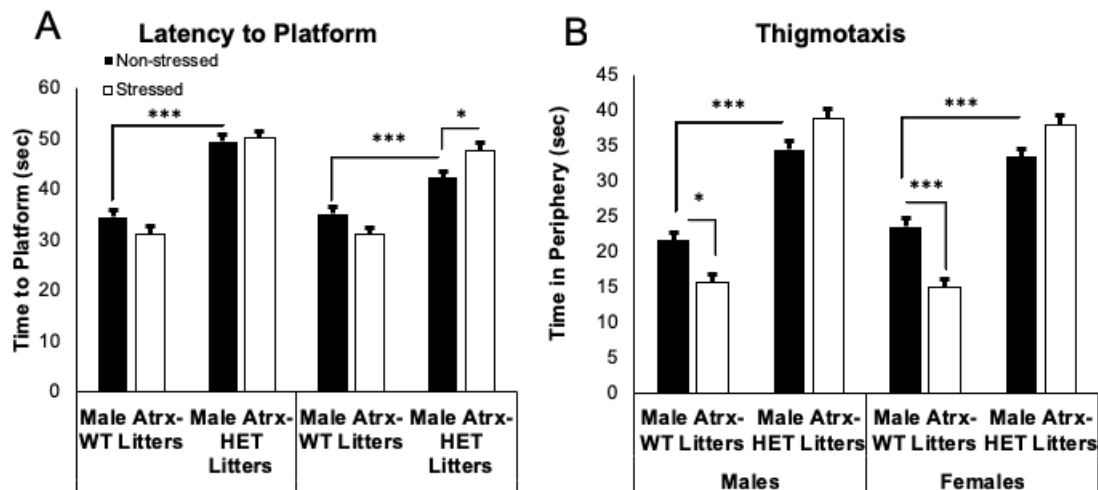 A
Latency to Platform
Non-stressed
Stressed
Time to Platform (sec)
60
50
40
30
20
10
0
***
***
*
Male Atrx-
WT Litters
Male Atrx-
HET
Litters
Male Atrx-
WT Litters
Male Atrx-
HET
Litters
B
Thigmotaxis
Time in Periphery (sec)
45
40
35
30
25
20
15
10
5
0
***
*
***
***
Male Atrx-
WT Litters
Male Atrx-
HET Litters
Male Atrx-
WT Litters
Male Atrx-
HET Litters
Males
Females